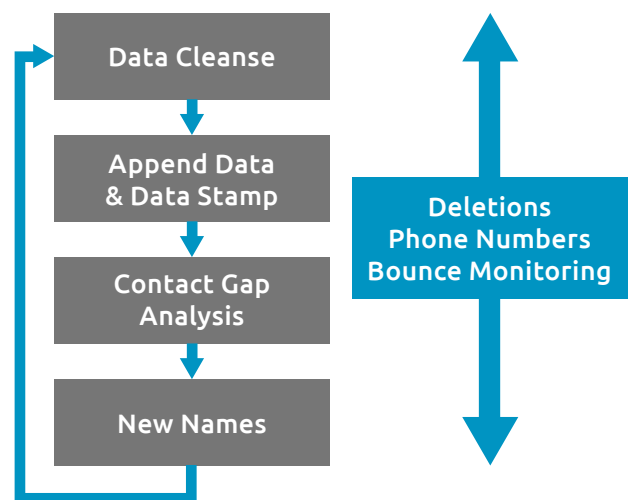 Data Cleanse
Append Data
& Data Stamp
Contact Gap
Analysis
New Names
Deletions
Phone Numbers
Bounce Monitoring